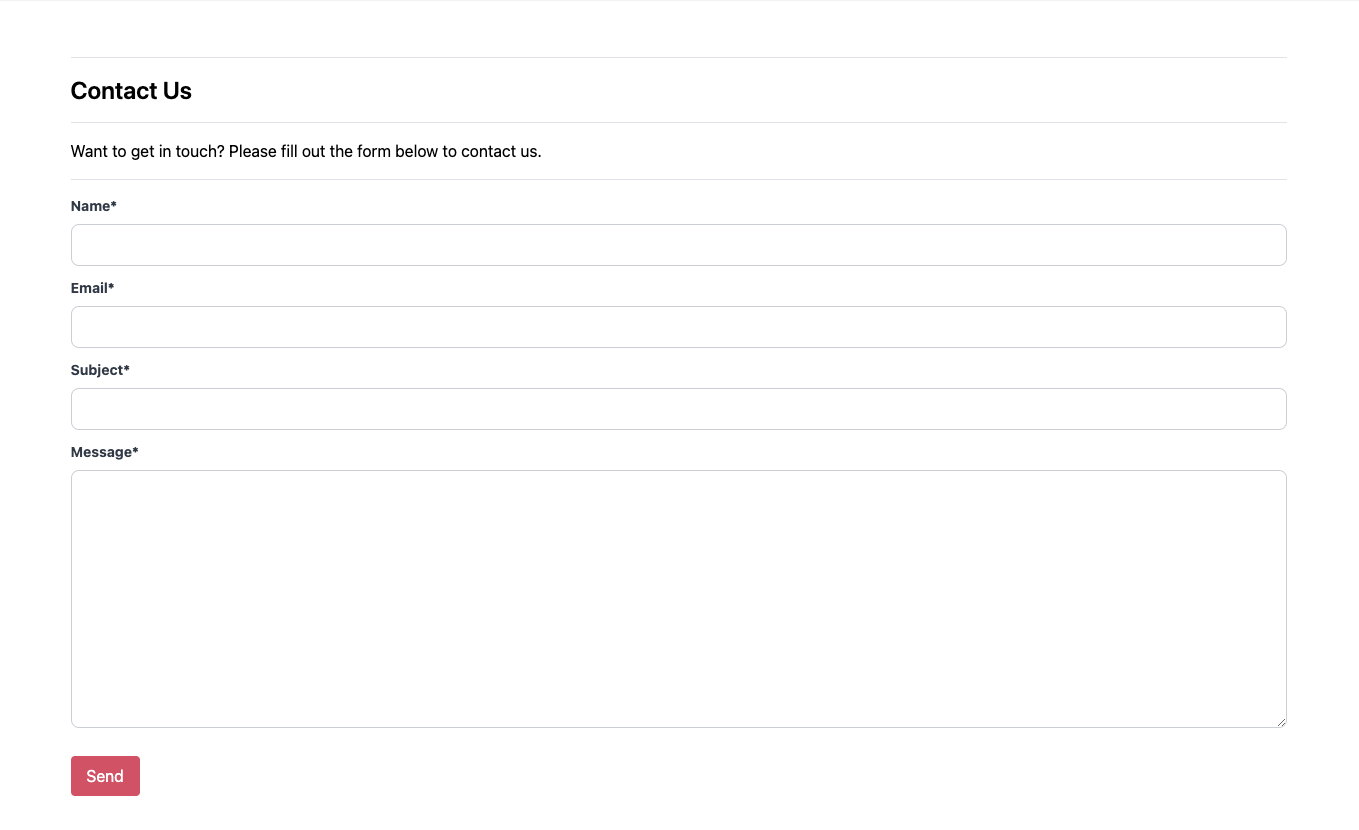 Contact Us
Want to get in touch? Please fill out the form below to contact us.
Name*
Email*
Subject*
Message*
Send